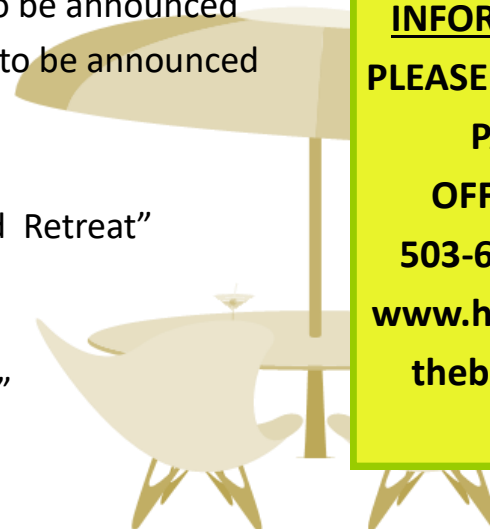 be announced
to be announced
Retreat”
”
INFOR
PLEASE
P
OFF
503-6
www.h
theb